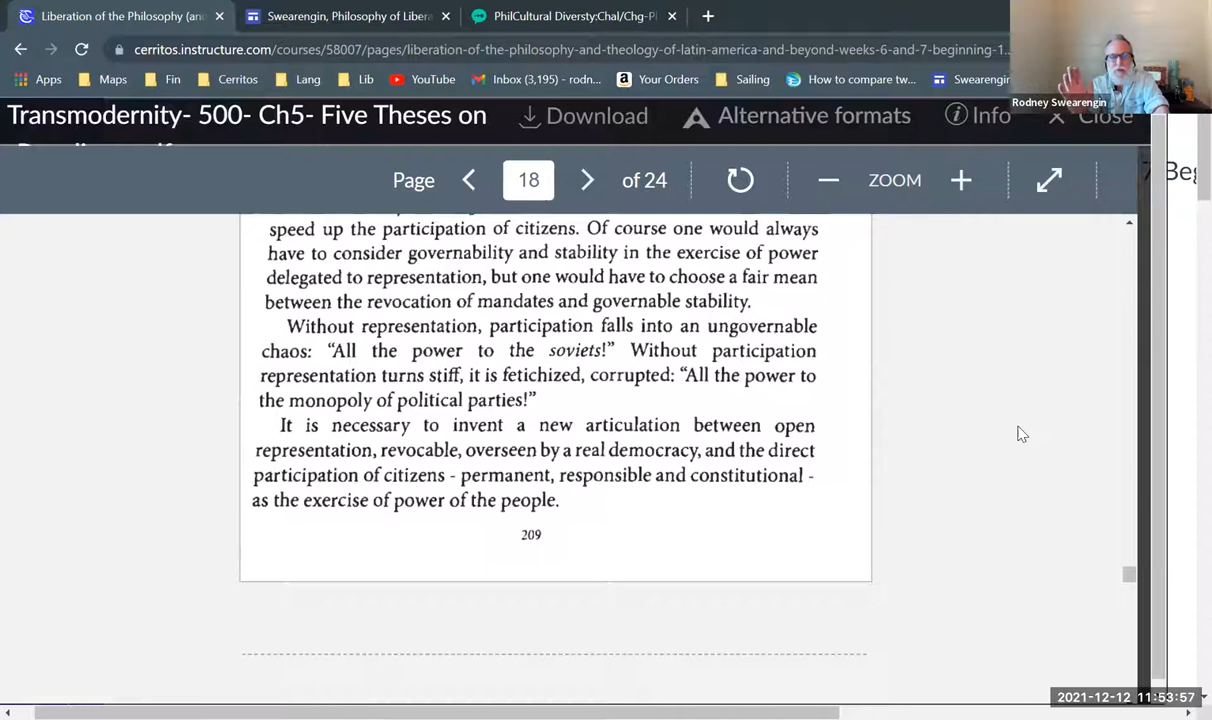 Liberation of the Philosophy (an
Swearengin, Philosophy of Libera
PhilCultural Diversty:Chal/Chg-P
cerritos.instructure.com/courses/58007/pages/liberation-of-the-philosophy-and-theology-of-latin-america-and-beyond-weeks-6-and-7-beginning-1...
Apps
Maps
Fin
Cerritos
Lang
Lib
YouTube
Inbox (3,195) - rodn...
Your Orders
Sailing
How to compare tw...
Swearengin
Rodney Swearengin
Transmodernity- 500- Ch5- Five Theses on
Download
Alternative formats
Info
Close
Page
18
of 24
ZOOM
7 Beg
speed up the participation of citizens. Of course one would always
have to consider governability and stability in the exercise of power
delegated to representation, but one would have to choose a fair mean
between the revocation of mandates and governable stability.
Without representation, participation falls into an ungovernable
chaos: “All the power to the soviets!” Without participation
representation turns stiff, it is fetichized, corrupted: “All the power to
the monopoly of political parties!”
It is necessary to invent a new articulation between open
representation, revocable, overseen by a real democracy, and the direct
participation of citizens - permanent, responsible and constitutional -
as the exercise of power of the people.
209
2021-12-12 11:53:57